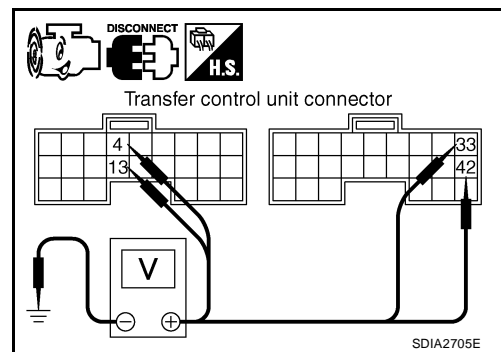 DISCONNECT
H.S.
Transfer control unit connector
4
33
13
42
V
SDIA2705E